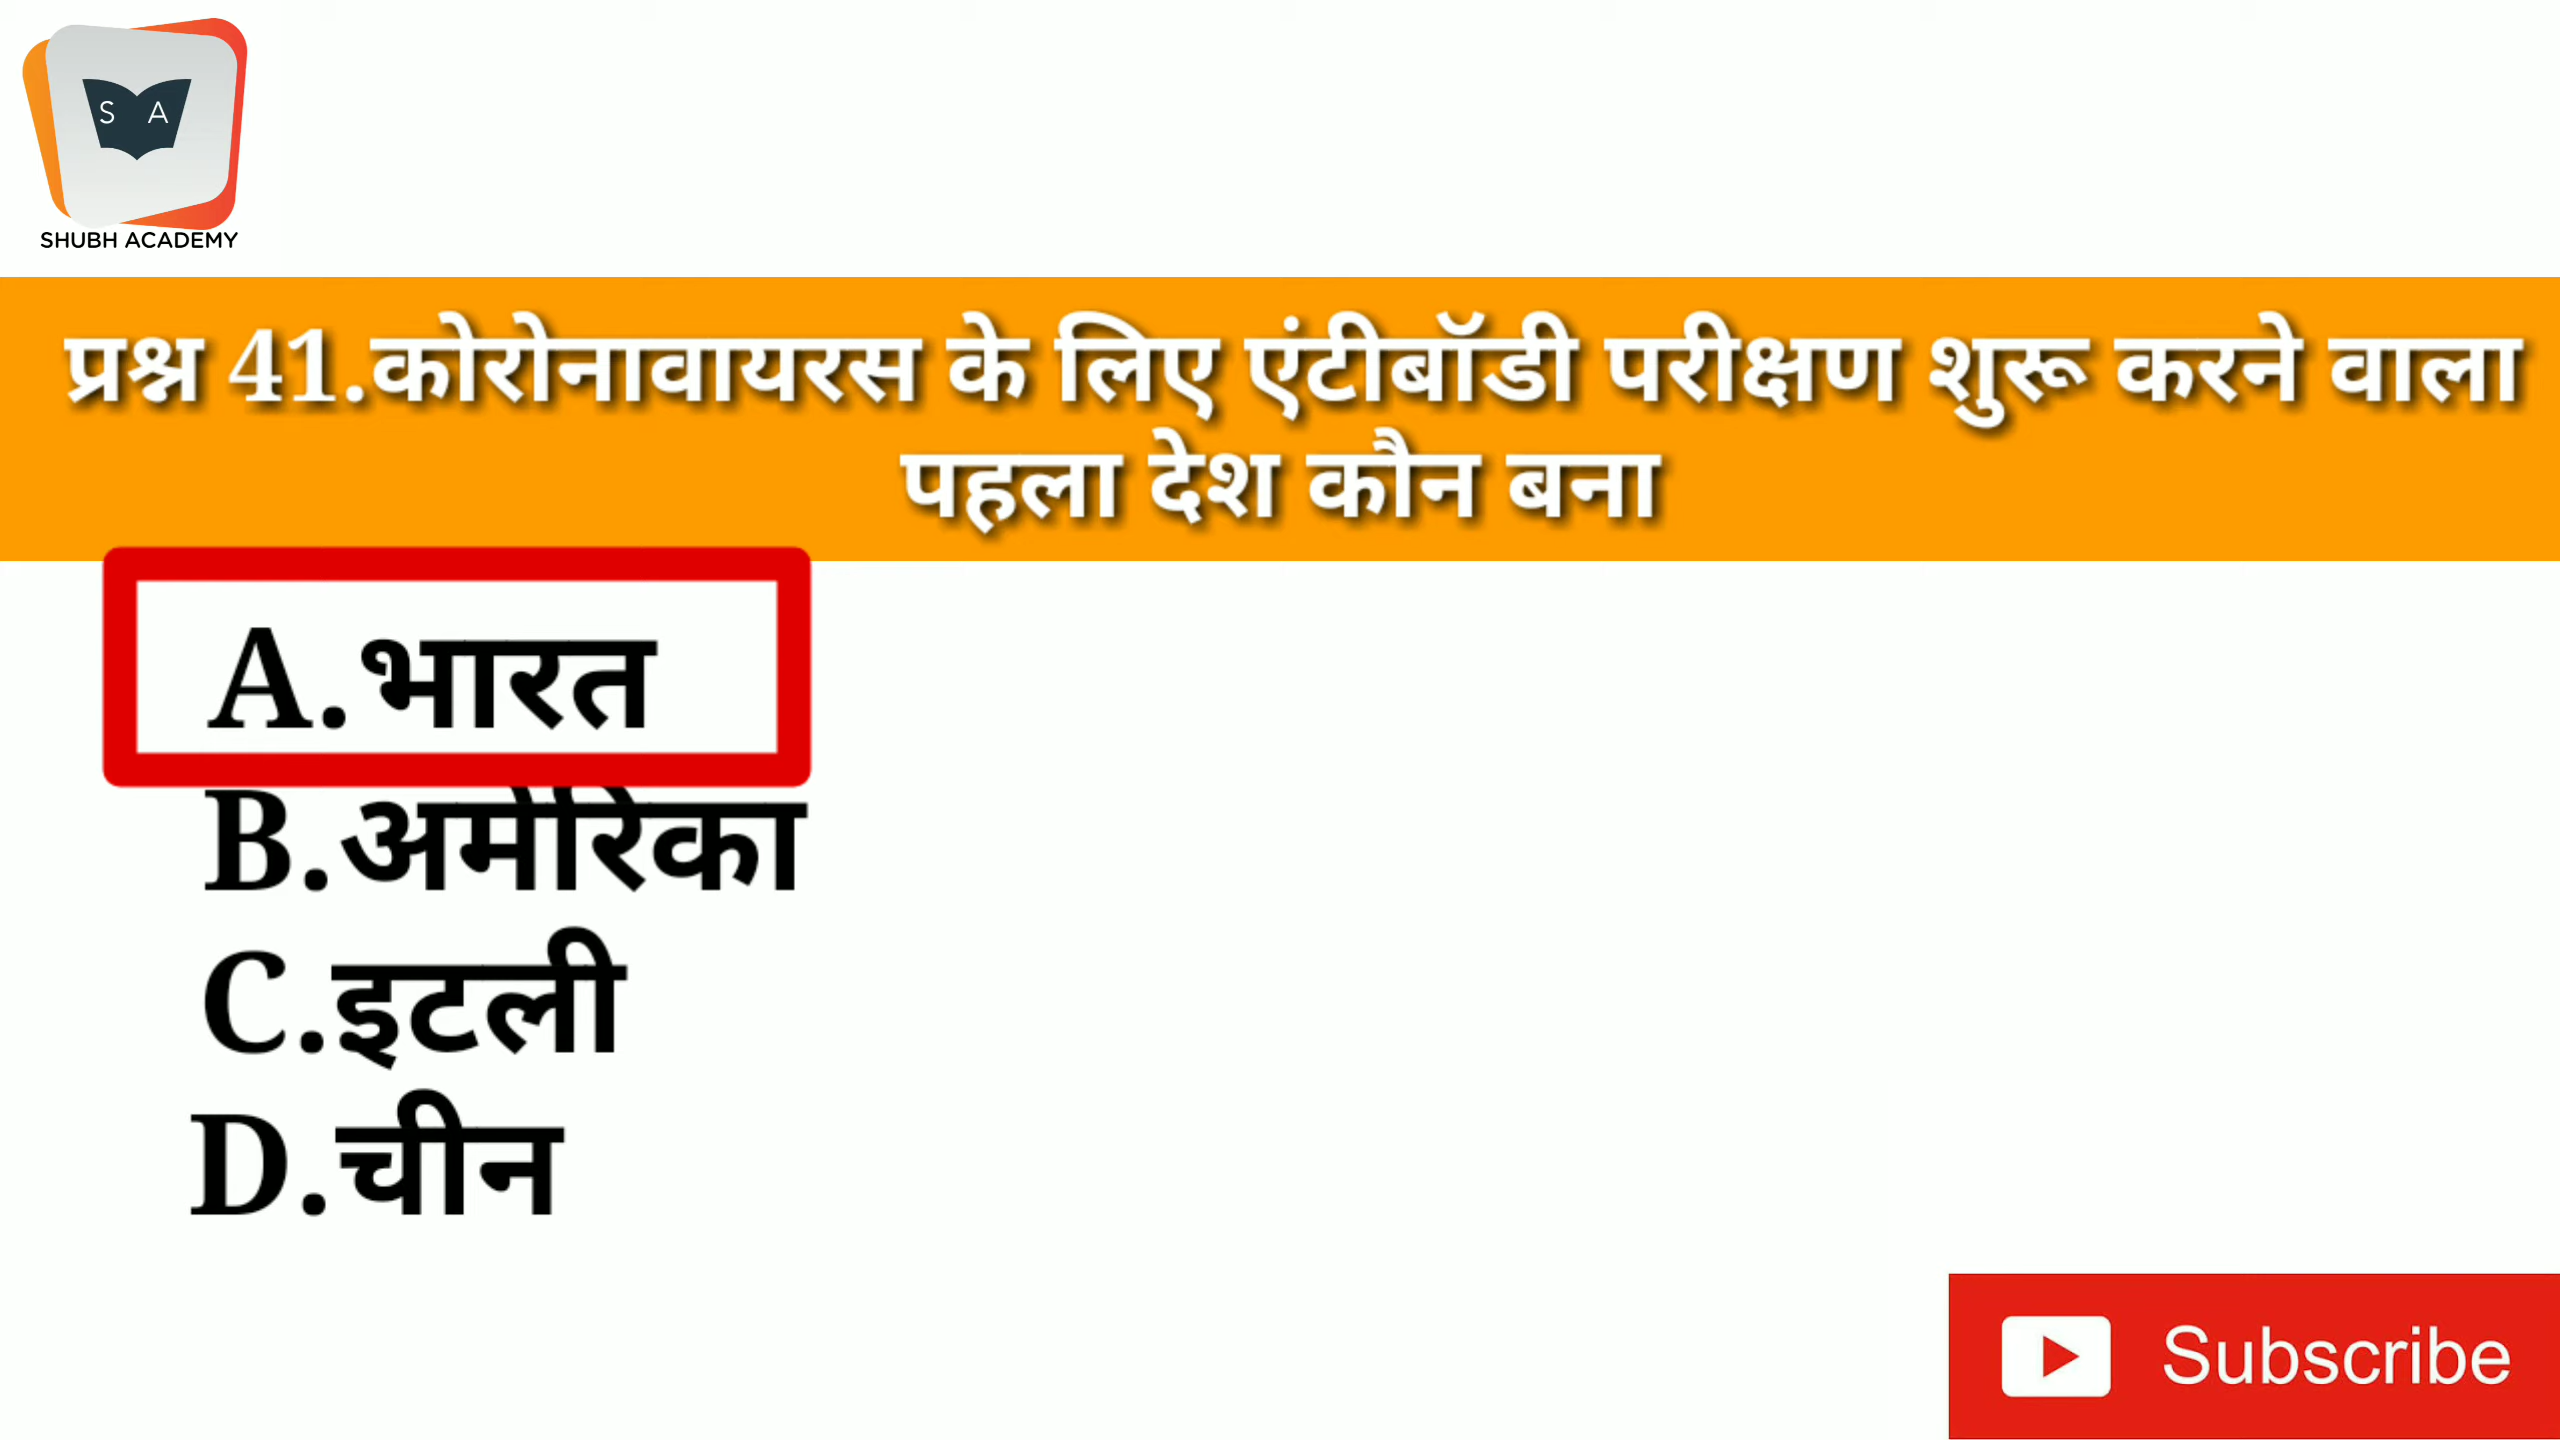 S A
SHUBH ACADEMY
प्रश्न 41.कोरोनावायरस के लिए एंटीबॉडी परीक्षण शुरू करने वाला
पहला देश कौन बना
A.भारत
B.अमेरिका
C.इटली
D.चीन
Subscribe